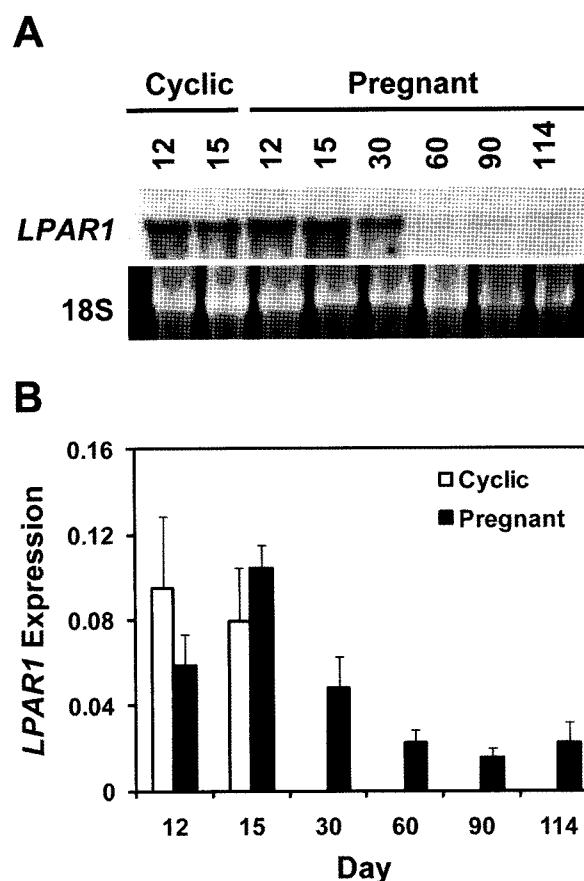 A
Cyclic Pregnant
12 15 12 15 30 60 90 114
LPAR1
18S
B
0.16
0.12
0.08
0.04
0
LPAR1 Expression
Cyclic
Pregnant
12 15 30 60 90 114
Day